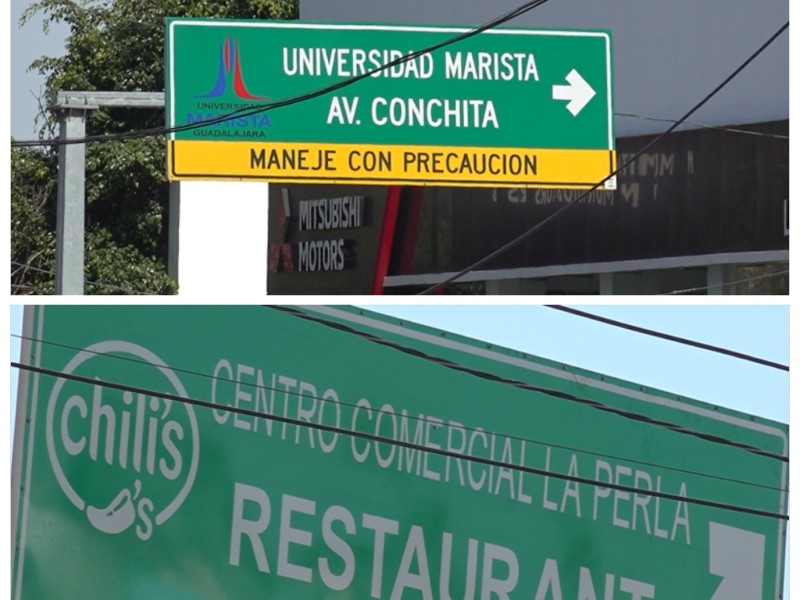 UNIVERSIDAD MARISTA
AV. CONCHITA
UNIVERSIDAD
MARISTA
GUADALAJARA
MANEJE CON PRECAUCION
MITSUBISHI
MOTORS
chili's
's
CENTRO COMERCIAL LA PERLA
RESTAURANT